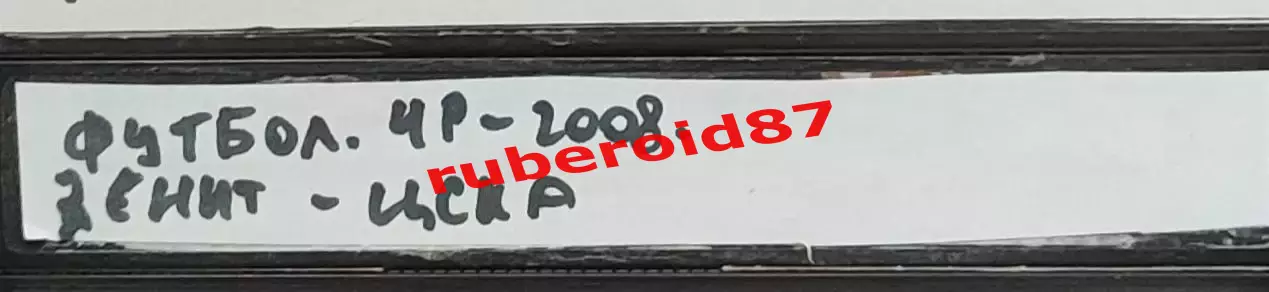 ФУТБОЛ. ЧР-2008.
ЗЕНИТ - ЦСКА
ruberoid87